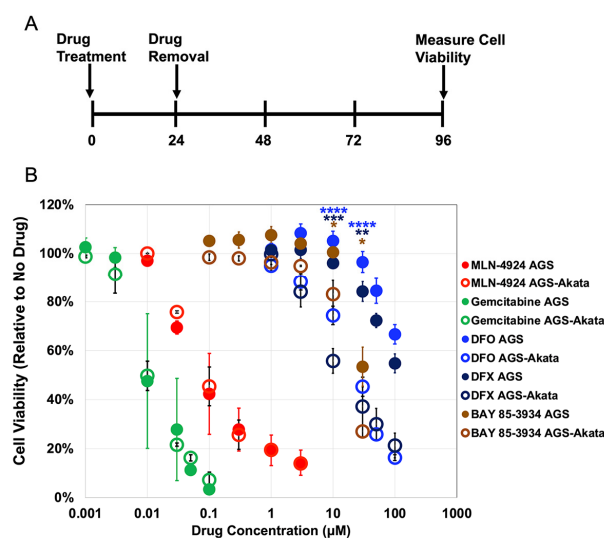 A
Drug
Treatment
Drug
Removal
Measure Cell
Viability
0
24
48
72
96
B
Cell Viability (Relative to No Drug)
120%
100%
80%
60%
40%
20%
0%
****
***
*
****
**
*
0.001
0.01
0.1
1
10
100
1000
Drug Concentration (µM)
MLN-4924 AGS
MLN-4924 AGS-Akata
Gemcitabine AGS
Gemcitabine AGS-Akata
DFO AGS
DFO AGS-Akata
DFX AGS
DFX AGS-Akata
BAY 85-3934 AGS
BAY 85-3934 AGS-Akata